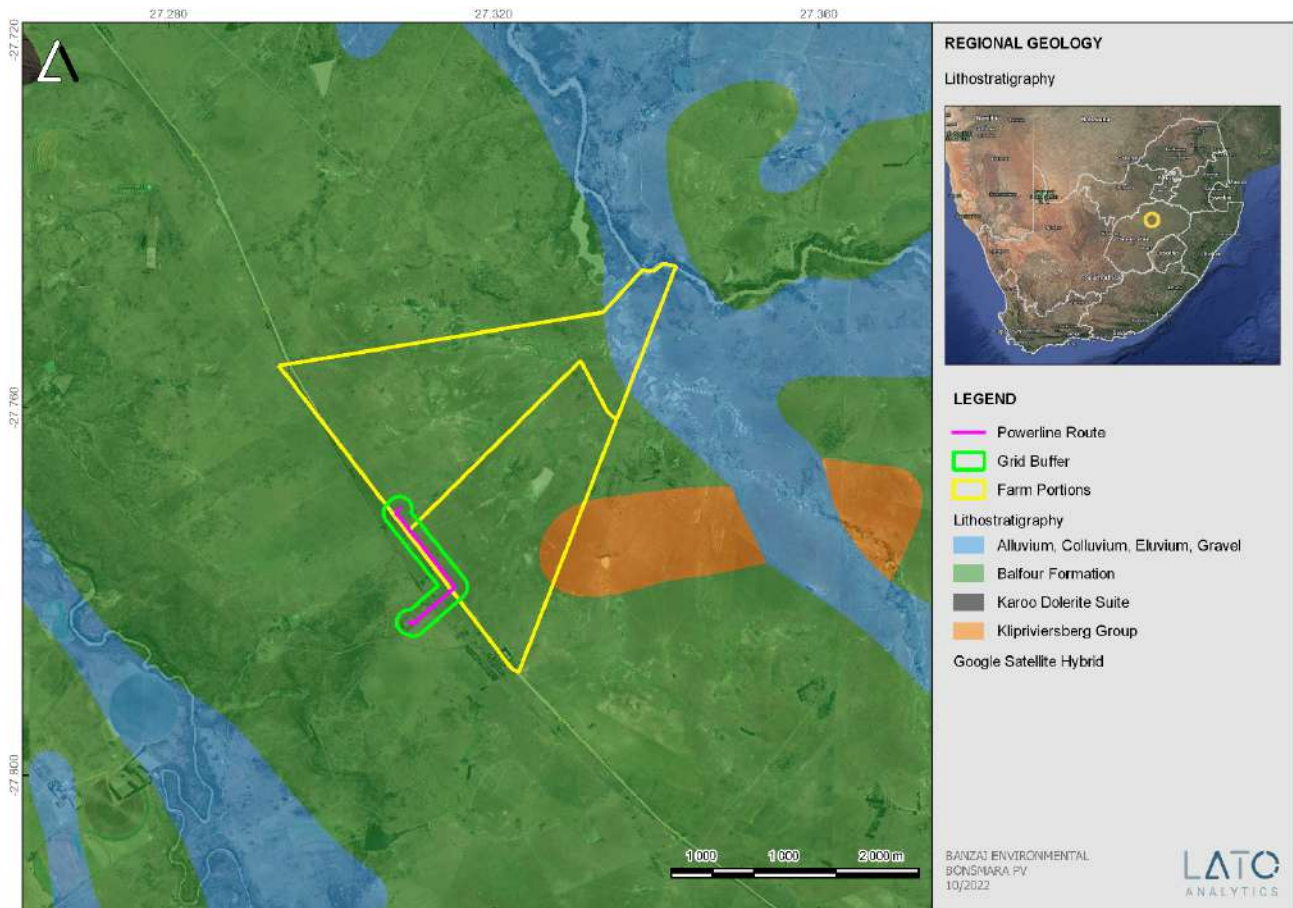 27.280 27.320 27.360
-27.720
-27.760
-27.800
1 000 1 000 2 000 m
REGIONAL GEOLOGY
Lithostratigraphy
LEGEND
Powerline Route
Grid Buffer
Farm Portions
Lithostratigraphy
Alluvium, Colluvium, Eluvium, Gravel
Balfour Formation
Karoo Dolerite Suite
Klipriviersberg Group
Google Satellite Hybrid
BANZAI ENVIRONMENTAL
BONSMARA PV
10/2022
LATO
ANALYTICS